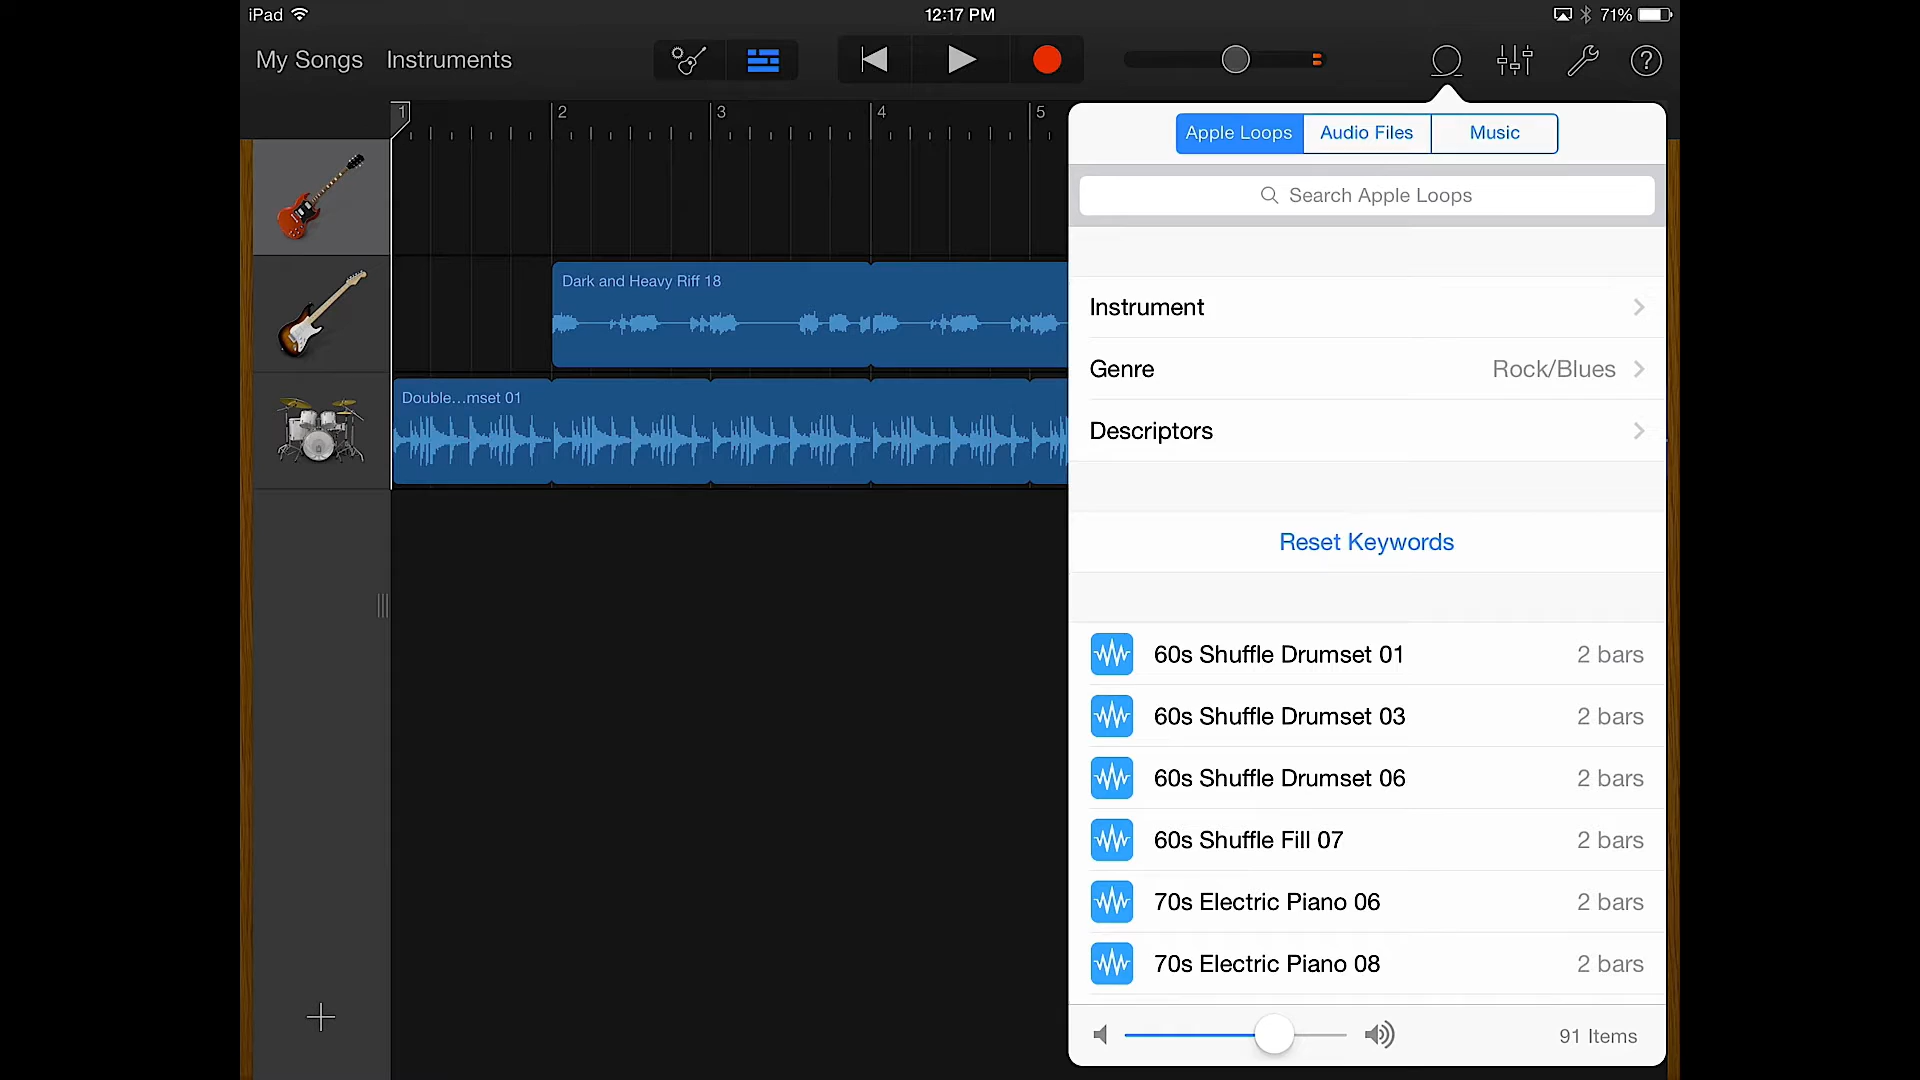 iPad
12:17 PM
71%
My Songs
Instruments
?
1
2
3
4
5
Apple Loops
Audio Files
Music
Search Apple Loops
Dark and Heavy Riff 18
Double…mset 01
Instrument
Genre
Rock/Blues
Descriptors
Reset Keywords
60s Shuffle Drumset 01
2 bars
60s Shuffle Drumset 03
2 bars
60s Shuffle Drumset 06
2 bars
60s Shuffle Fill 07
2 bars
70s Electric Piano 06
2 bars
70s Electric Piano 08
2 bars
91 Items